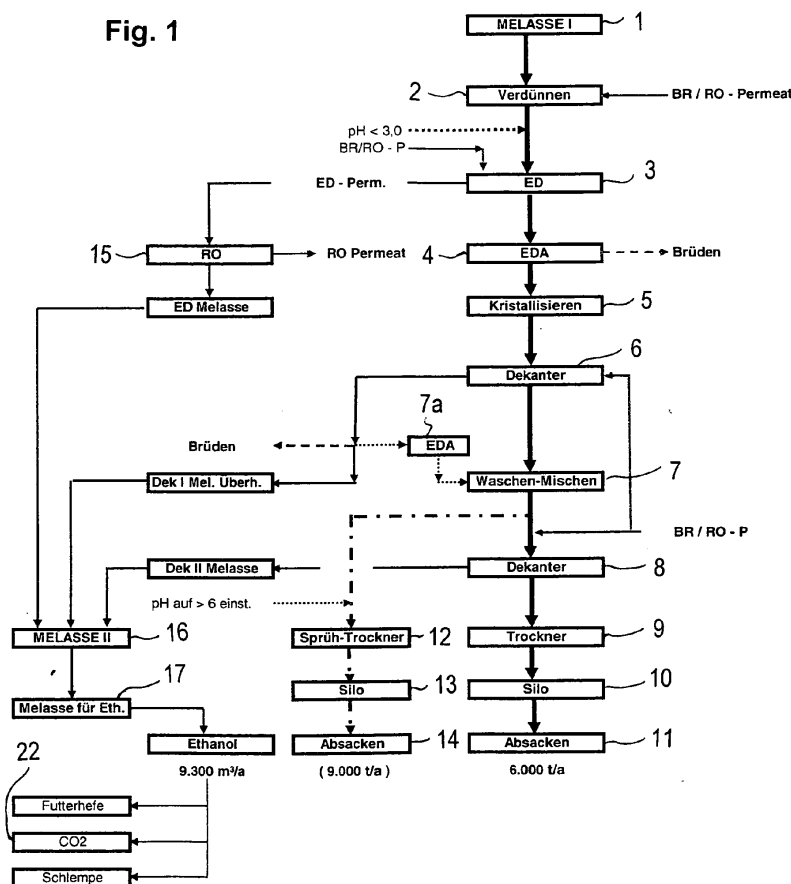 Fig. 1
MELASSE I 1
2 Verdünnen BR / RO - Permeat
pH < 3,0
BR/RO - P
ED - Perm. ED 3
15 RO RO Permeat 4 EDA Brüden
ED Melasse Kristallisieren 5
6
Dekanter
7a
Brüden EDA
Dek I Mel. Überh. Waschen-Mischen 7
BR / RO - P
Dek II Melasse Dekanter 8
pH auf > 6 einst.
MELASSE II 16 Sprüh-Trockner 12 Trockner 9
17
Melasse für Eth. Silo 13 Silo 10
22 Ethanol Absacken 14 Absacken 11
9.300 m³/a ( 9.000 t/a ) 6.000 t/a
Futterhefe
CO2
Schlempe